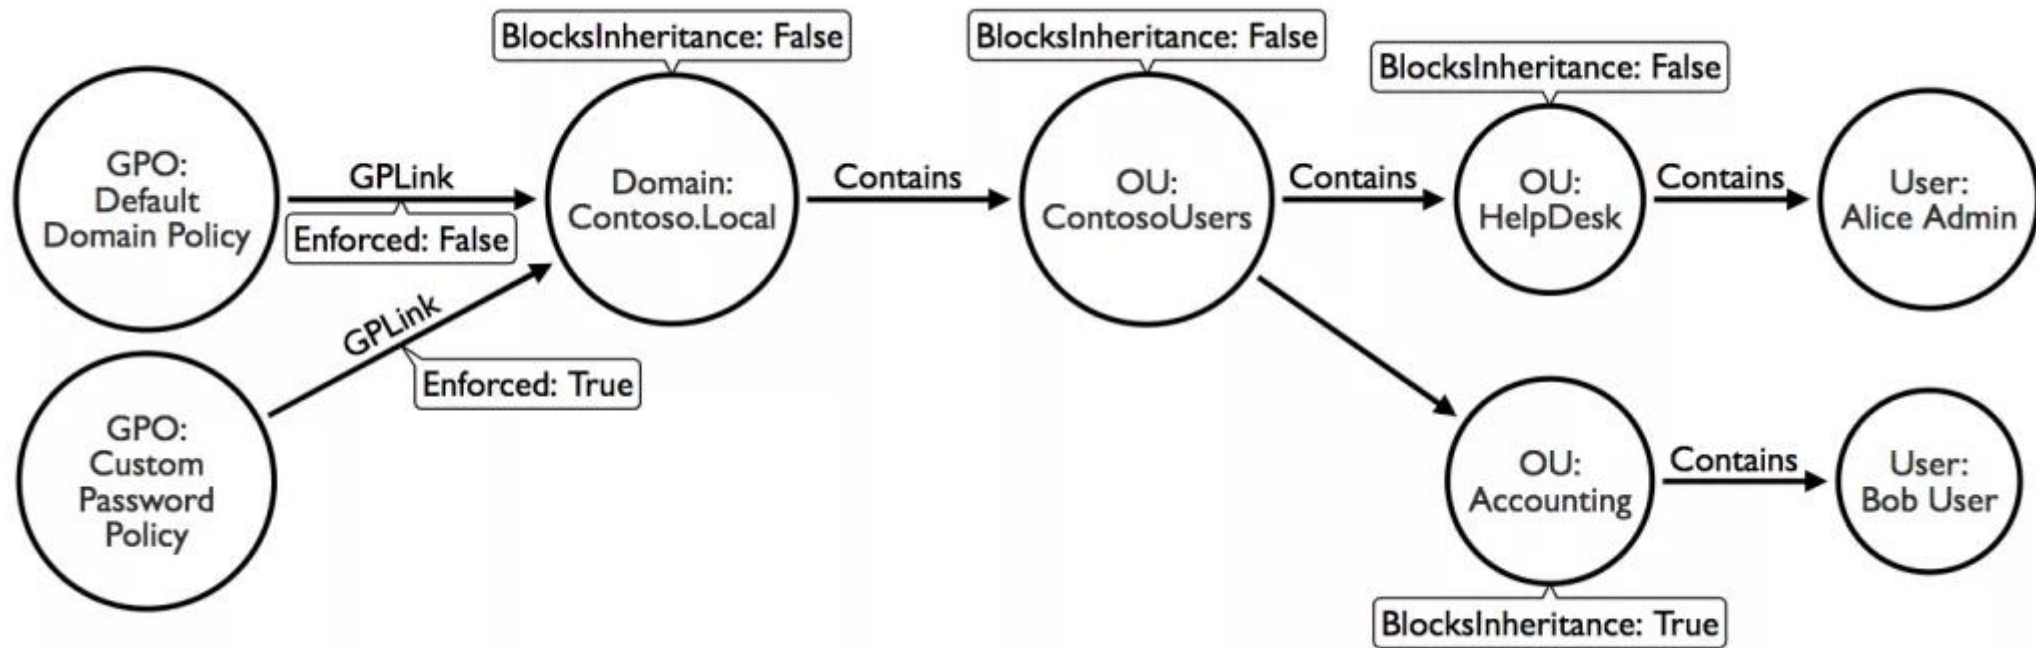 BlocksInheritance: False
BlocksInheritance: False
BlocksInheritance: False
GPO:
Default
Domain Policy
GPLink
Enforced: False
Domain:
Contoso.Local
Contains
OU:
ContosoUsers
Contains
OU:
HelpDesk
Contains
User:
Alice Admin
GPLink
Enforced: True
GPO:
Custom
Password
Policy
OU:
Accounting
Contains
User:
Bob User
BlocksInheritance: True